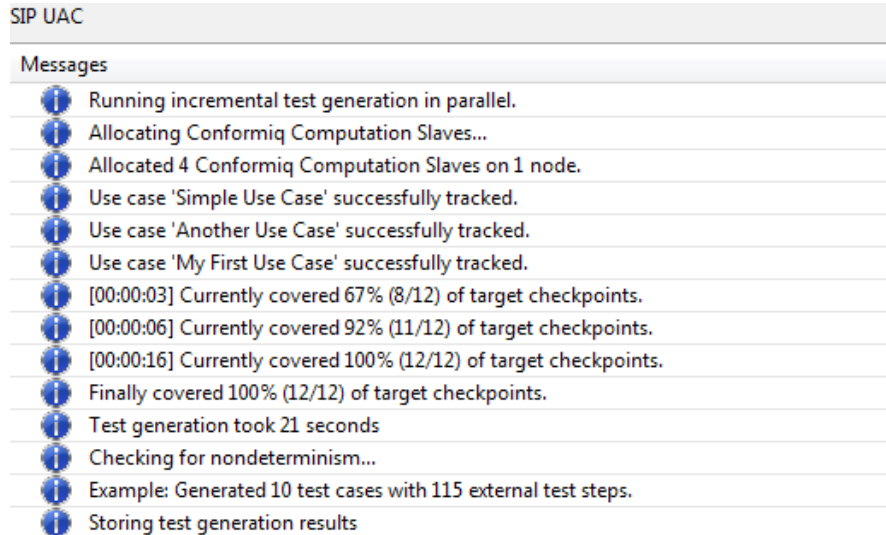 SIP UAC
Messages
Running incremental test generation in parallel.
Allocating Conformiq Computation Slaves...
Allocated 4 Conformiq Computation Slaves on 1 node.
Use case 'Simple Use Case' successfully tracked.
Use case 'Another Use Case' successfully tracked.
Use case 'My First Use Case' successfully tracked.
[00:00:03] Currently covered 67% (8/12) of target checkpoints.
[00:00:06] Currently covered 92% (11/12) of target checkpoints.
[00:00:16] Currently covered 100% (12/12) of target checkpoints.
Finally covered 100% (12/12) of target checkpoints.
Test generation took 21 seconds
Checking for nondeterminism...
Example: Generated 10 test cases with 115 external test steps.
Storing test generation results